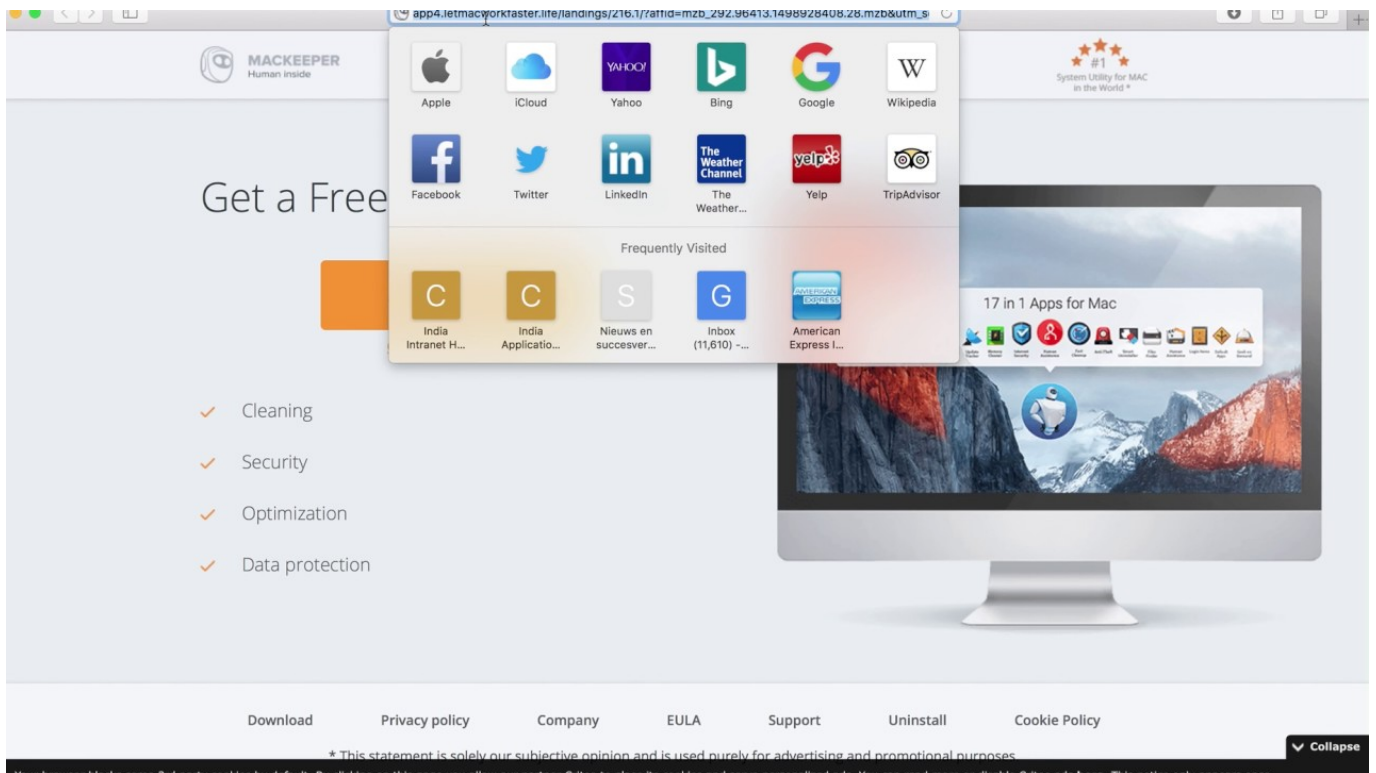 app4.letmacworkfaster.life/landings/216.1/?affid=mzb_292.96413.1498928408.28.mzb&utm_s
MACKEEPER
Human inside
#1
System Utility for MAC
in the World *
Apple
iCloud
YAHOO!
Yahoo
Bing
Google
W
Wikipedia
Facebook
Twitter
in
LinkedIn
The
Weather
Channel
The
Weather...
yelp
Yelp
TripAdvisor
Get a Free
Frequently Visited
C
India
Intranet H...
C
India
Applicatio...
S
Nieuws en
succesver...
G
Inbox
(11,610) -...
AMERICAN
EXPRESS
American
Express I...
17 in 1 Apps for Mac
Cleaning
Security
Optimization
Data protection
Download Privacy policy Company EULA Support Uninstall Cookie Policy
* This statement is solely our subjective opinion and is used purely for advertising and promotional purposes
Collapse